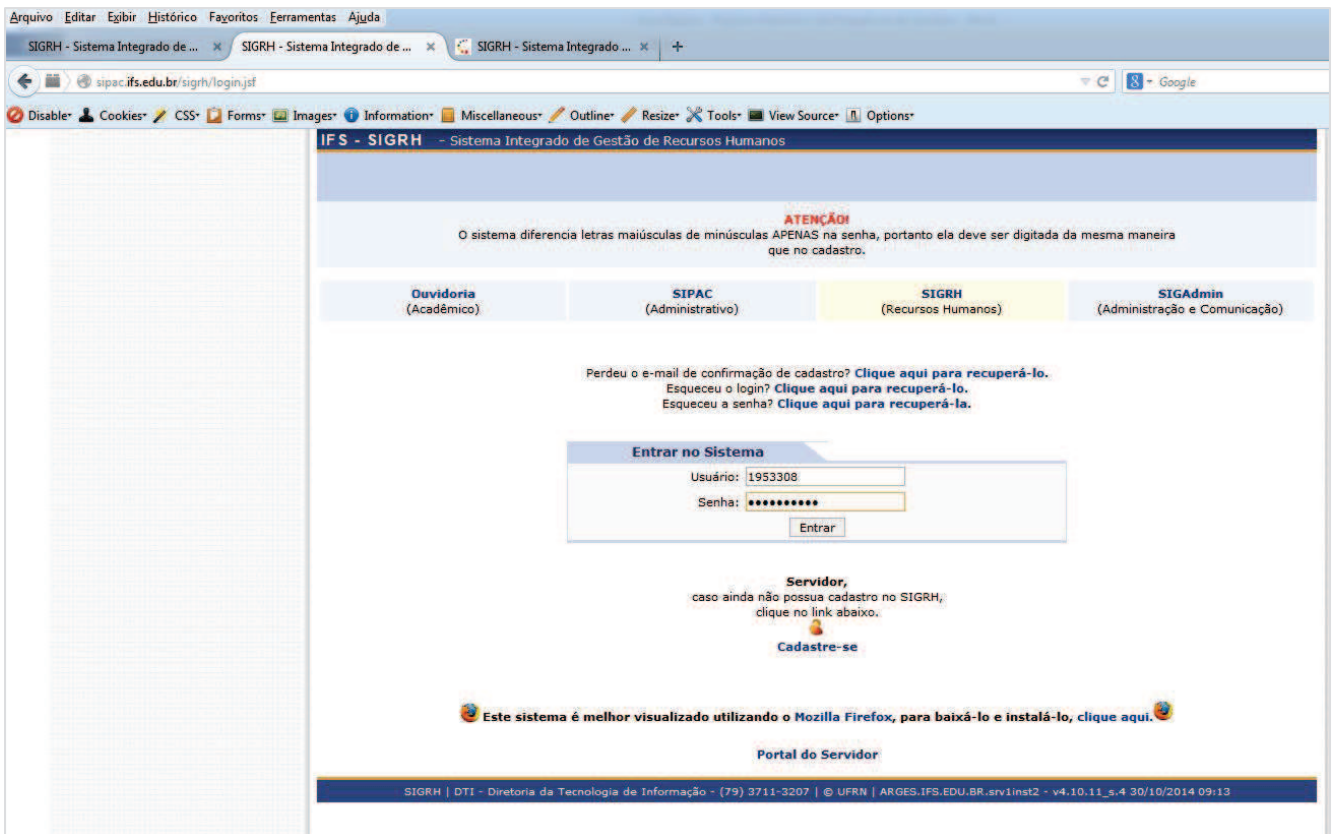 Arquivo Editar Exibir Histórico Favoritos Ferramentas Ajuda
SIGRH - Sistema Integrado de ... × SIGRH - Sistema Integrado de ... × SIGRH - Sistema Integrado ... × +
sipac.ifs.edu.br/sigrh/login.jsf Google
Disable Cookies CSS Forms Images Information Miscellaneous Outline Resize Tools View Source Options
IFS - SIGRH - Sistema Integrado de Gestão de Recursos Humanos
ATENÇÃO!
O sistema diferencia letras maiúsculas de minúsculas APENAS na senha, portanto ela deve ser digitada da mesma maneira
que no cadastro.
Ouvidoria SIPAC SIGRH SIGAdmin
(Acadêmico) (Administrativo) (Recursos Humanos) (Administração e Comunicação)
Perdeu o e-mail de confirmação de cadastro? Clique aqui para recuperá-lo.
Esqueceu o login? Clique aqui para recuperá-lo.
Esqueceu a senha? Clique aqui para recuperá-la.
Entrar no Sistema
Usuário: 1953308
Senha: ••••••••••
Entrar
Servidor,
caso ainda não possua cadastro no SIGRH,
clique no link abaixo.
Cadastre-se
Este sistema é melhor visualizado utilizando o Mozilla Firefox, para baixá-lo e instalá-lo, clique aqui.
Portal do Servidor
SIGRH | DTI - Diretoria da Tecnologia de Informação - (79) 3711-3207 | © UFRN | ARGES.IFS.EDU.BR.srv1inst2 - v4.10.11_s.4 30/10/2014 09:13